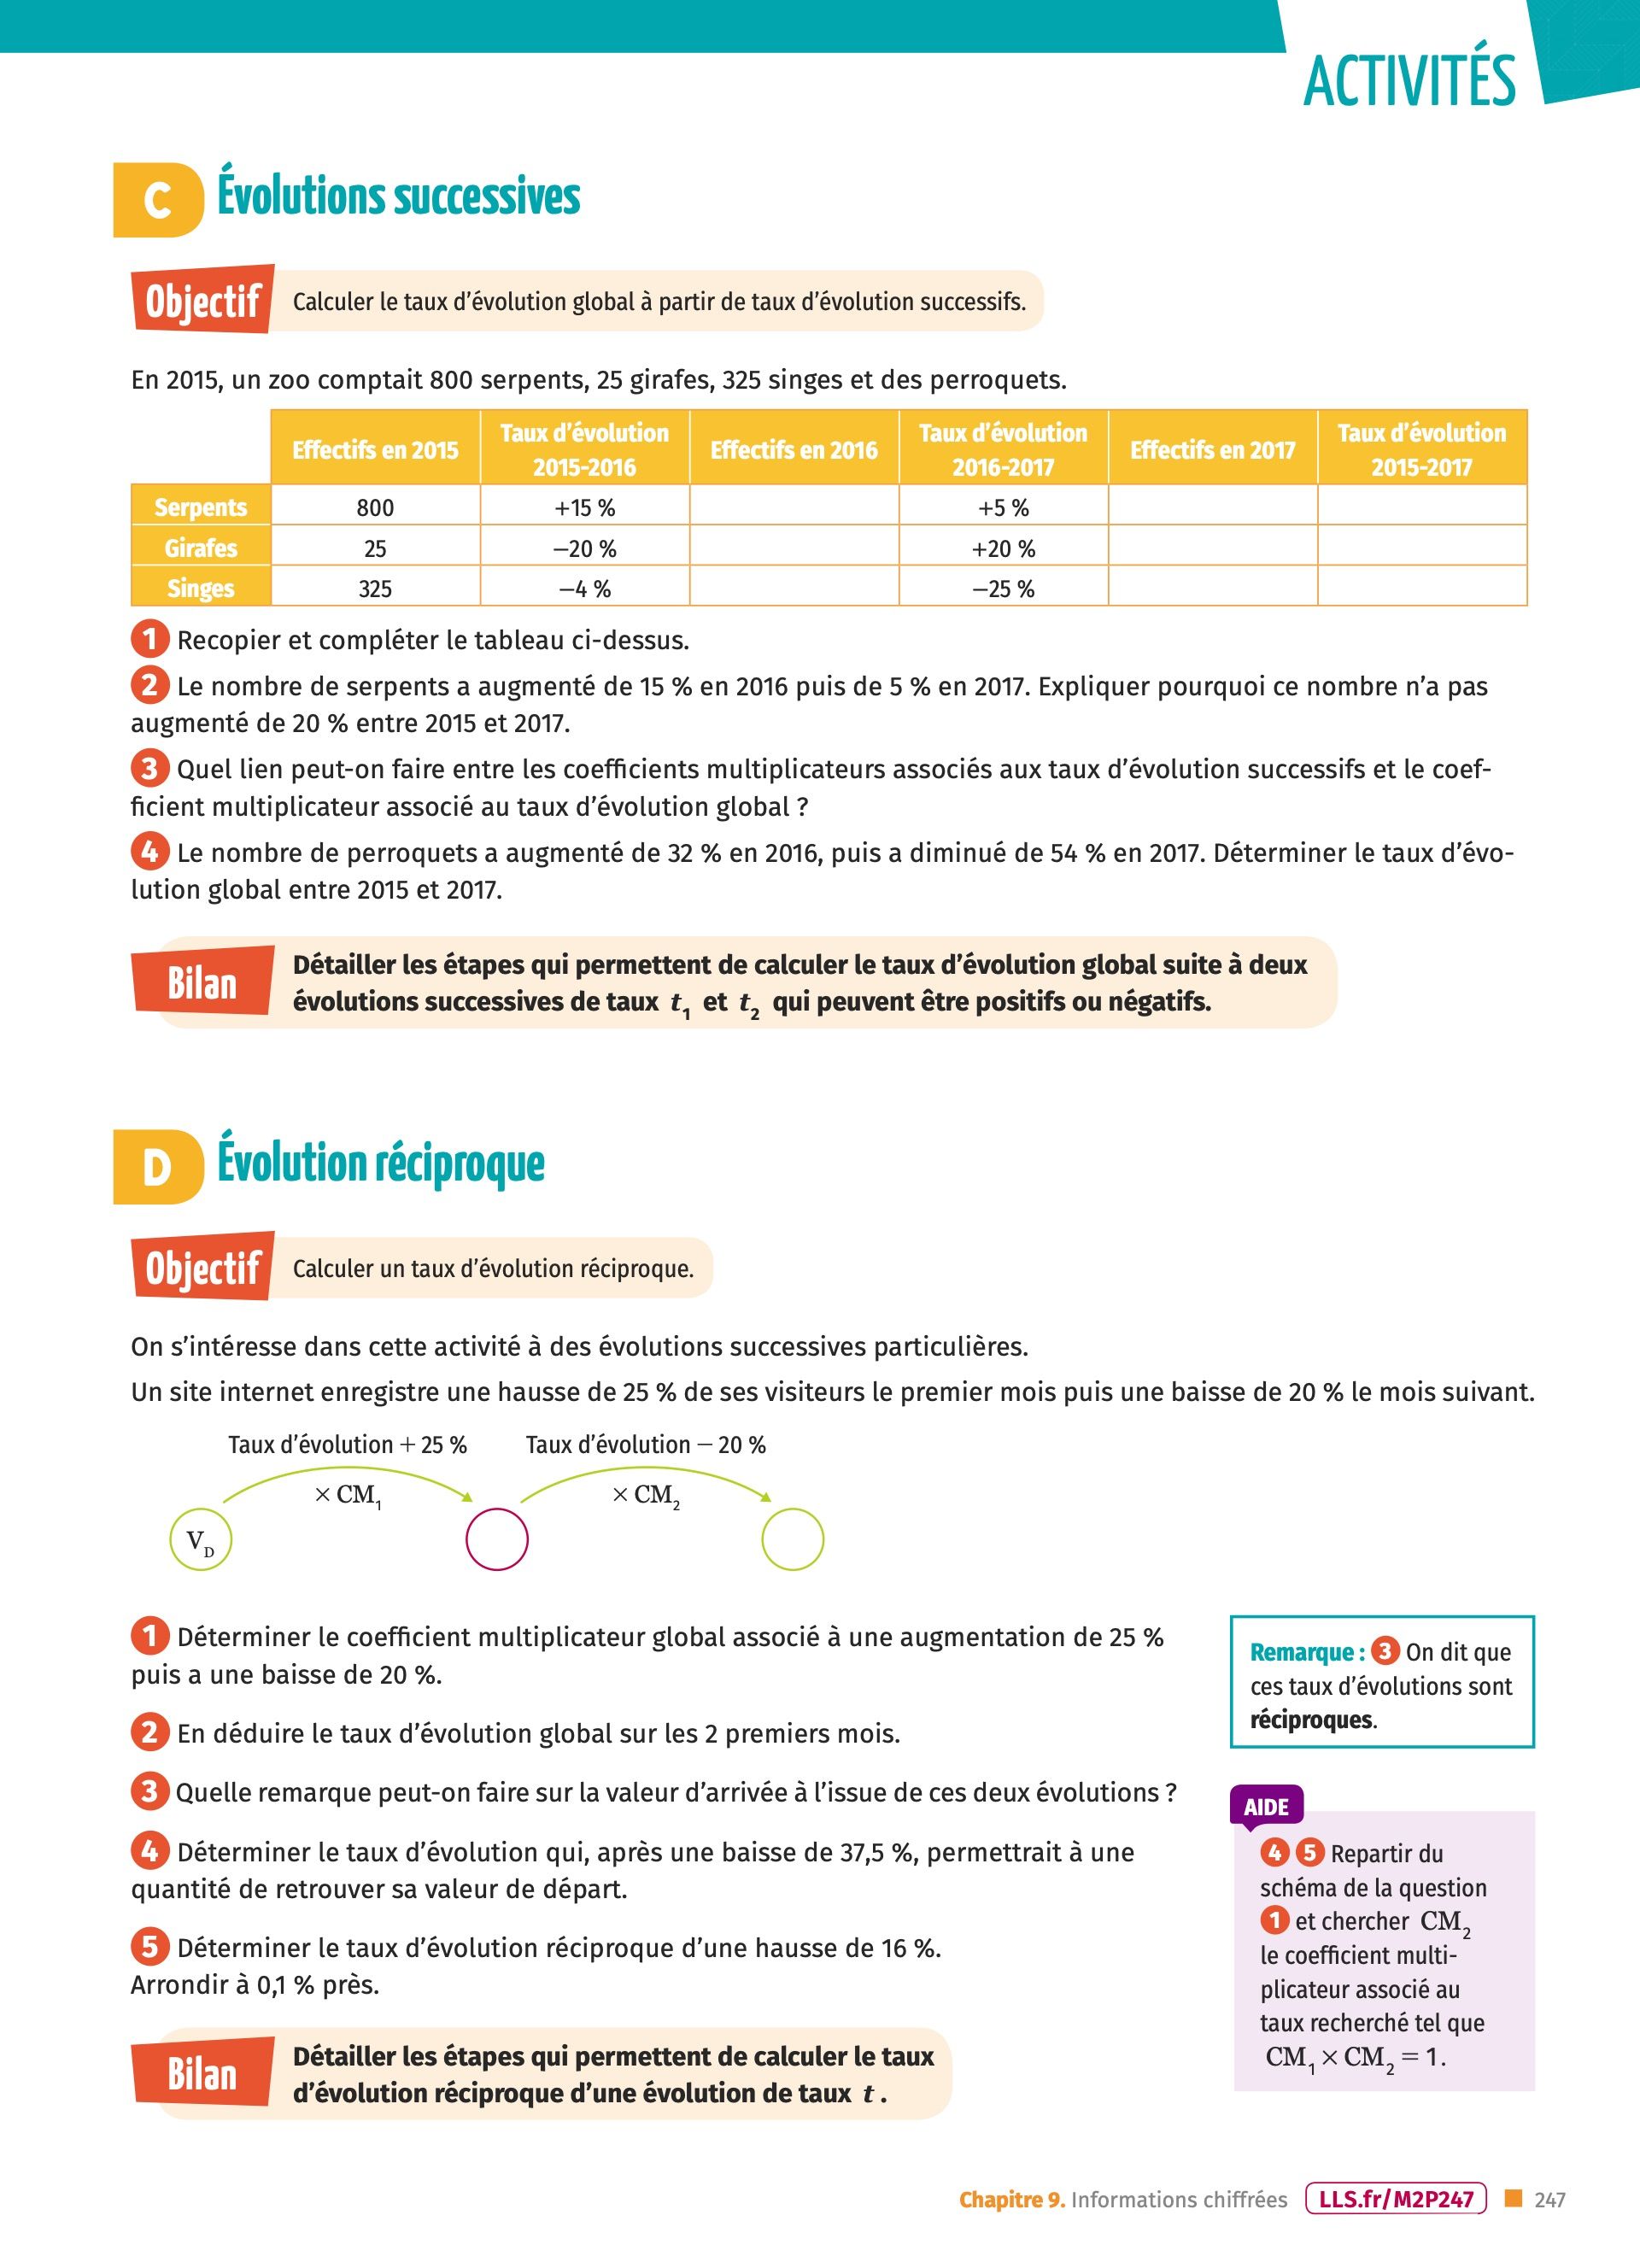 ACTIVITÉS
C Évolutions successives
Objectif Calculer le taux d’évolution global à partir de taux d’évolution successifs.
En 2015, un zoo comptait 800 serpents, 25 girafes, 325 singes et des perroquets.
Effectifs en 2015 Taux d’évolution 2015-2016 Effectifs en 2016 Taux d’évolution 2016-2017 Effectifs en 2017 Taux d’évolution 2015-2017
Serpents 800 +15 % +5 %
Girafes 25 −20 % +20 %
Singes 325 −4 % −25 %
1 Recopier et compléter le tableau ci-dessus.
2 Le nombre de serpents a augmenté de 15 % en 2016 puis de 5 % en 2017. Expliquer pourquoi ce nombre n’a pas
augmenté de 20 % entre 2015 et 2017.
3 Quel lien peut-on faire entre les coefficients multiplicateurs associés aux taux d’évolution successifs et le coef-
ficient multiplicateur associé au taux d’évolution global ?
4 Le nombre de perroquets a augmenté de 32 % en 2016, puis a diminué de 54 % en 2017. Déterminer le taux d’évo-
lution global entre 2015 et 2017.
Bilan
Détailler les étapes qui permettent de calculer le taux d’évolution global suite à deux
évolutions successives de taux t₁ et t₂ qui peuvent être positifs ou négatifs.
D Évolution réciproque
Objectif Calculer un taux d’évolution réciproque.
On s’intéresse dans cette activité à des évolutions successives particulières.
Un site internet enregistre une hausse de 25 % de ses visiteurs le premier mois puis une baisse de 20 % le mois suivant.
Taux d’évolution + 25 % Taux d’évolution − 20 %
× CM₁ × CM₂
V_D
1 Déterminer le coefficient multiplicateur global associé à une augmentation de 25 %
puis a une baisse de 20 %.
2 En déduire le taux d’évolution global sur les 2 premiers mois.
3 Quelle remarque peut-on faire sur la valeur d’arrivée à l’issue de ces deux évolutions ?
4 Déterminer le taux d’évolution qui, après une baisse de 37,5 %, permettrait à une
quantité de retrouver sa valeur de départ.
5 Déterminer le taux d’évolution réciproque d’une hausse de 16 %.
Arrondir à 0,1 % près.
Bilan
Détailler les étapes qui permettent de calculer le taux
d’évolution réciproque d’une évolution de taux t .
Remarque : 3 On dit que
ces taux d’évolutions sont
réciproques.
AIDE
4 5 Repartir du
schéma de la question
1 et chercher CM₂
le coefficient multi-
plicateur associé au
taux recherché tel que
CM₁ × CM₂ = 1.
Chapitre 9. Informations chiffrées LLS.fr/M2P247 247